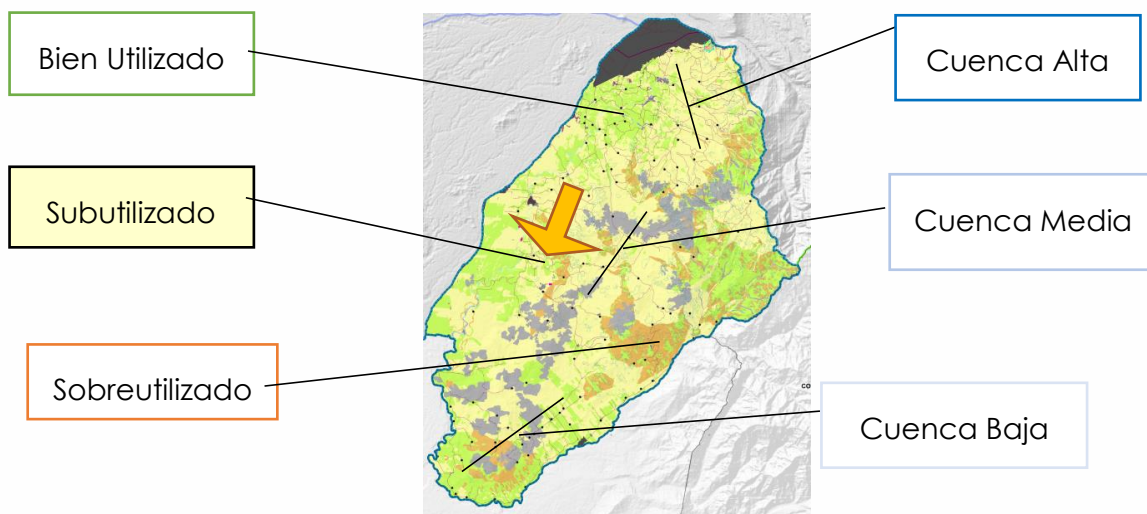 Bien Utilizado
Cuenca Alta
Subutilizado
Cuenca Media
Sobreutilizado
Cuenca Baja